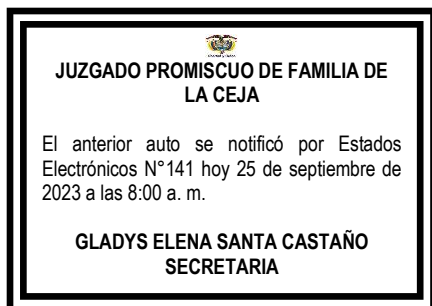 JUZGADO PROMISCUO DE FAMILIA DE
LA CEJA
El anterior auto se notificó por Estados
Electrónicos N°141 hoy 25 de septiembre de
2023 a las 8:00 a. m.
GLADYS ELENA SANTA CASTAÑO
SECRETARIA